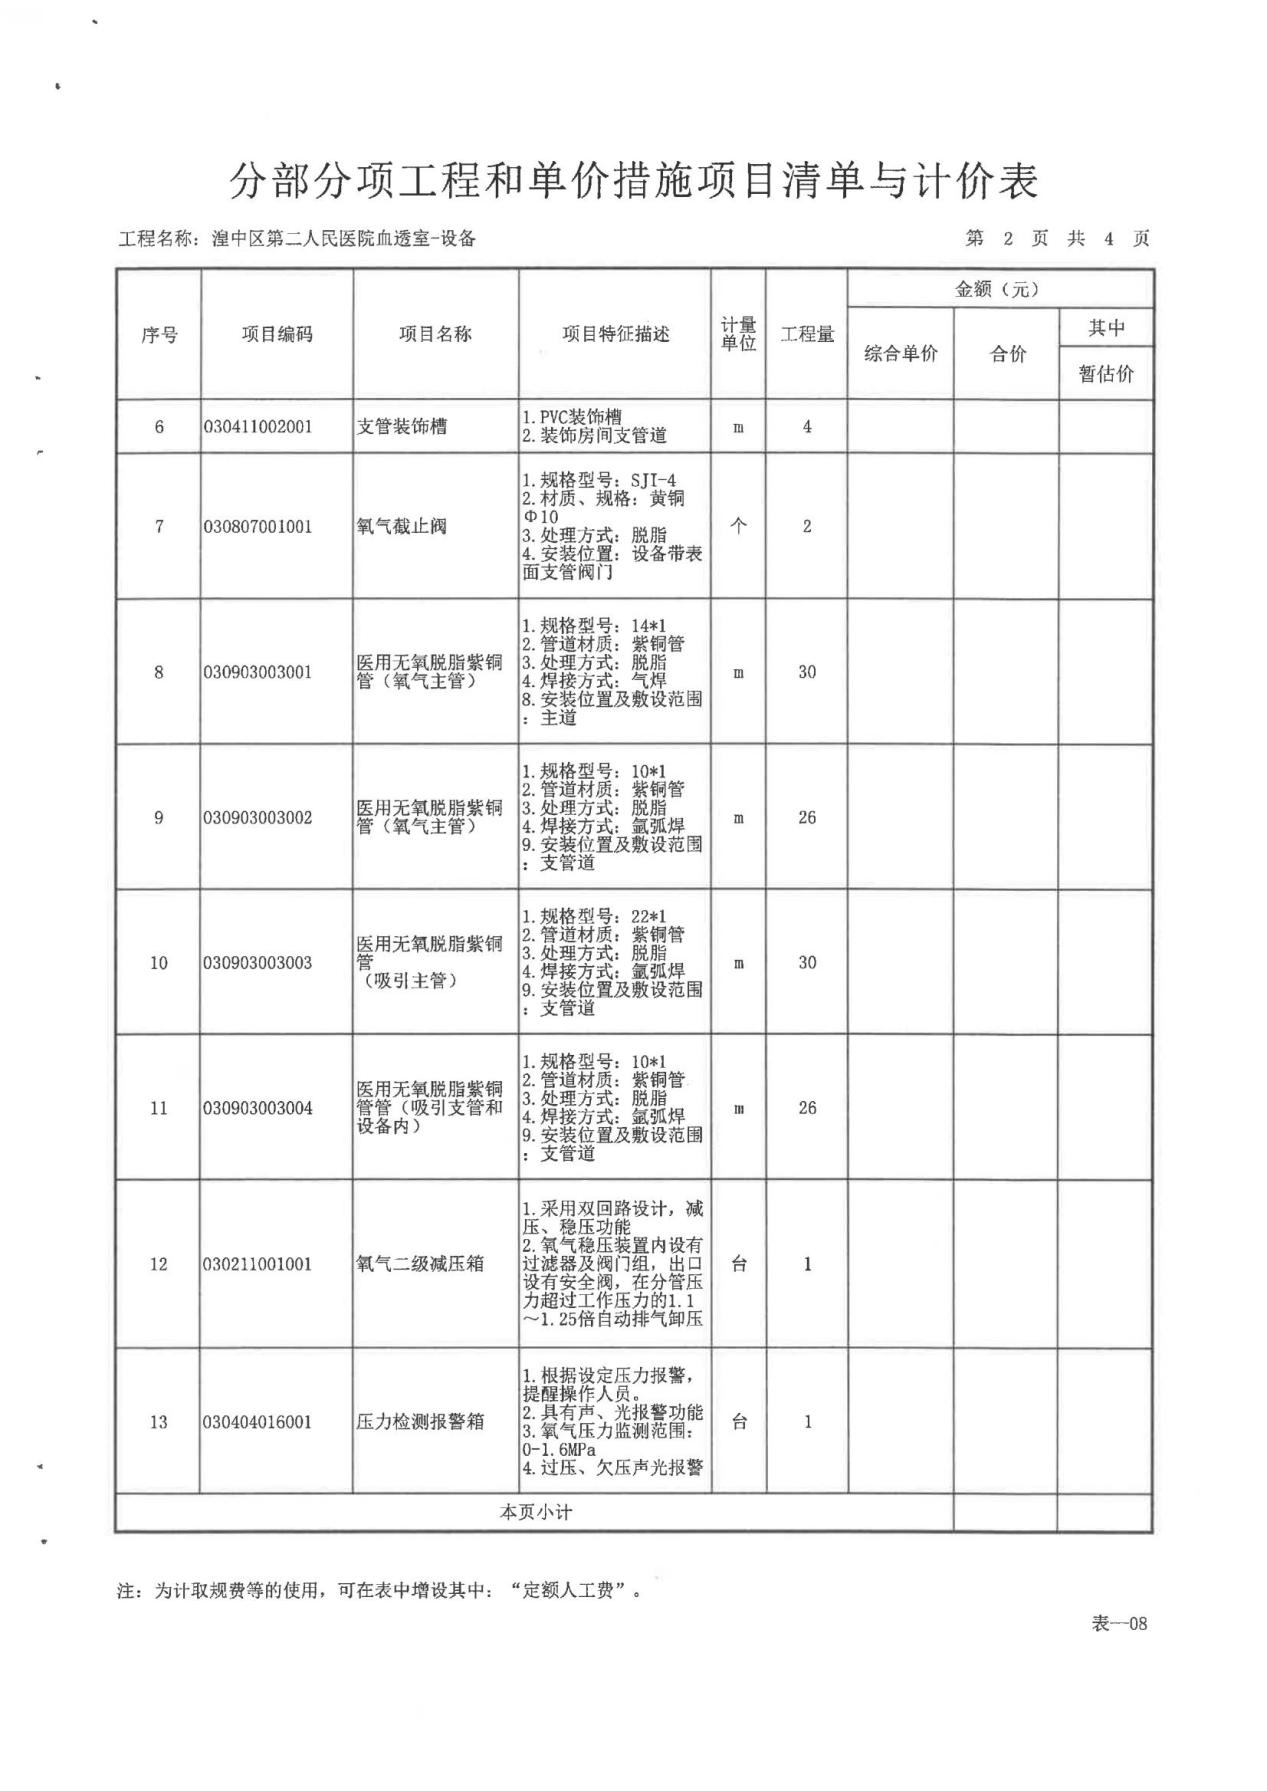 分部分项工程和单价措施项目清单与计价表
工程名称：湟中区第二人民医院血透室-设备
第 2 页 共 4 页
序号
项目编码
项目名称
项目特征描述
计量
单位
工程量
金额（元）
综合单价
合价
其中
暂估价
6
030411002001
支管装饰槽
1.PVC装饰槽
2.装饰房间支管道
m
4
7
030807001001
氧气截止阀
1.规格型号：SJI-4
2.材质、规格：黄铜
Φ10
3.处理方式：脱脂
4.安装位置：设备带表
面支管阀门
个
2
8
030903003001
医用无氧脱脂紫铜
管（氧气主管）
1.规格型号：14*1
2.管道材质：紫铜管
3.处理方式：脱脂
4.焊接方式：气焊
8.安装位置及敷设范围
：主道
m
30
9
030903003002
医用无氧脱脂紫铜
管（氧气主管）
1.规格型号：10*1
2.管道材质：紫铜管
3.处理方式：脱脂
4.焊接方式：氩弧焊
9.安装位置及敷设范围
：支管道
m
26
10
030903003003
医用无氧脱脂紫铜
管
（吸引主管）
1.规格型号：22*1
2.管道材质：紫铜管
3.处理方式：脱脂
4.焊接方式：氩弧焊
9.安装位置及敷设范围
：支管道
m
30
11
030903003004
医用无氧脱脂紫铜
管管（吸引支管和
设备内）
1.规格型号：10*1
2.管道材质：紫铜管
3.处理方式：脱脂
4.焊接方式：氩弧焊
9.安装位置及敷设范围
：支管道
m
26
12
030211001001
氧气二级减压箱
1.采用双回路设计，减
压、稳压功能
2.氧气稳压装置内设有
过滤器及阀门组，出口
设有安全阀，在分管压
力超过工作压力的1.1
～1.25倍自动排气卸压
台
1
13
030404016001
压力检测报警箱
1.根据设定压力报警，
提醒操作人员。
2.具有声、光报警功能
3.氧气压力监测范围：
0-1.6MPa
4.过压、欠压声光报警
台
1
本页小计
注：为计取规费等的使用，可在表中增设其中：“定额人工费”。
表—08